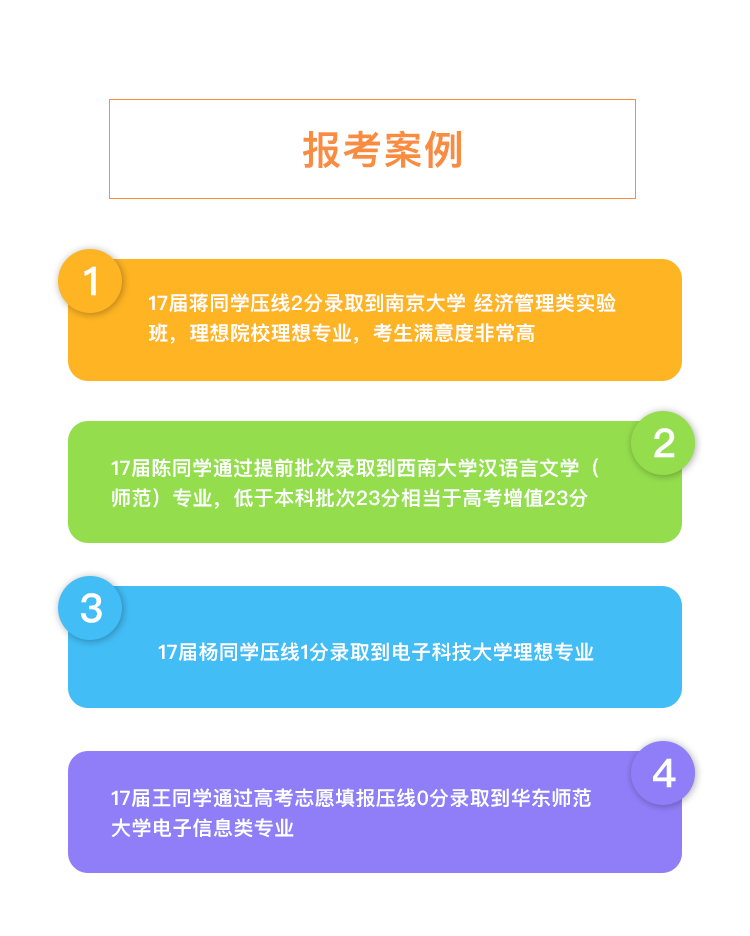 报考案例
1
17届蒋同学压线2分录取到南京大学 经济管理类实验
班，理想院校理想专业，考生满意度非常高
2
17届陈同学通过提前批次录取到西南大学汉语言文学（
师范）专业，低于本科批次23分相当于高考增值23分
3
17届杨同学压线1分录取到电子科技大学理想专业
4
17届王同学通过高考志愿填报压线0分录取到华东师范
大学电子信息类专业